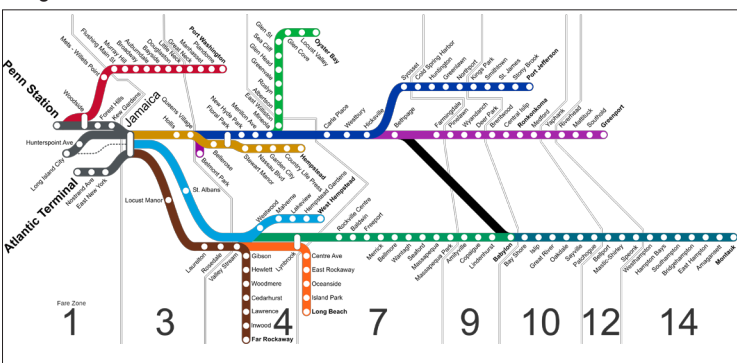 Port Washington
Plandome
Manhasset
Great Neck
Little Neck
Douglaston
Bayside
Auburndale
Broadway
Murray Hill
Flushing Main St
Mets - Willets Point
Woodside
Penn Station
Forest Hills
Kew Gardens
Jamaica
Hunterspoint Ave
Long Island City
Atlantic Terminal
Nostrand Ave
East New York
Hollis
Queens Village
Belmont Park
Bellerose
Floral Park
Stewart Manor
Nassau Blvd
Garden City
Country Life Press
Hempstead
New Hyde Park
Merillon Ave
Mineola
East Williston
Albertson
Roslyn
Greenvale
Glen Head
Sea Cliff
Glen St
Glen Cove
Locust Valley
Oyster Bay
Carle Place
Westbury
Hicksville
Syosset
Cold Spring Harbor
Huntington
Greenlawn
Northport
Kings Park
Smithtown
St. James
Stony Brook
Port Jefferson
Bethpage
Farmingdale
Pinelawn
Wyandanch
Deer Park
Brentwood
Central Islip
Ronkonkoma
Medford
Yaphank
Riverhead
Mattituck
Southold
Greenport
Locust Manor
St. Albans
Westwood
Malverne
Lakeview
Hempstead Gardens
West Hempstead
Laurelton
Rosedale
Valley Stream
Gibson
Hewlett
Woodmere
Cedarhurst
Lawrence
Inwood
Far Rockaway
Lynbrook
Centre Ave
East Rockaway
Oceanside
Island Park
Long Beach
Rockville Centre
Baldwin
Freeport
Merrick
Bellmore
Wantagh
Seaford
Massapequa
Massapequa Park
Amityville
Copiague
Lindenhurst
Babylon
Bay Shore
Islip
Great River
Oakdale
Sayville
Patchogue
Bellport
Mastic-Shirley
Speonk
Westhampton
Hampton Bays
Southampton
Bridgehampton
East Hampton
Amagansett
Montauk
Fare Zone
1 3 4 7 9 10 12 14